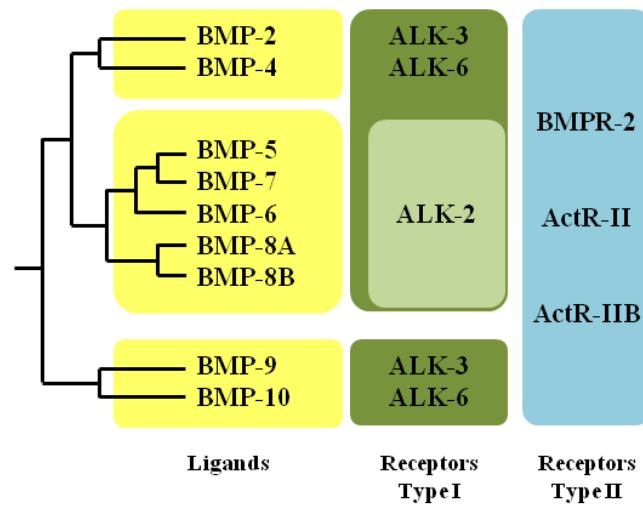 BMP-2
BMP-4
BMP-5
BMP-7
BMP-6
BMP-8A
BMP-8B
BMP-9
BMP-10
Ligands
ALK-3
ALK-6
ALK-2
ALK-3
ALK-6
Receptors
Type I
BMPR-2
ActR-II
ActR-IIB
Receptors
Type II